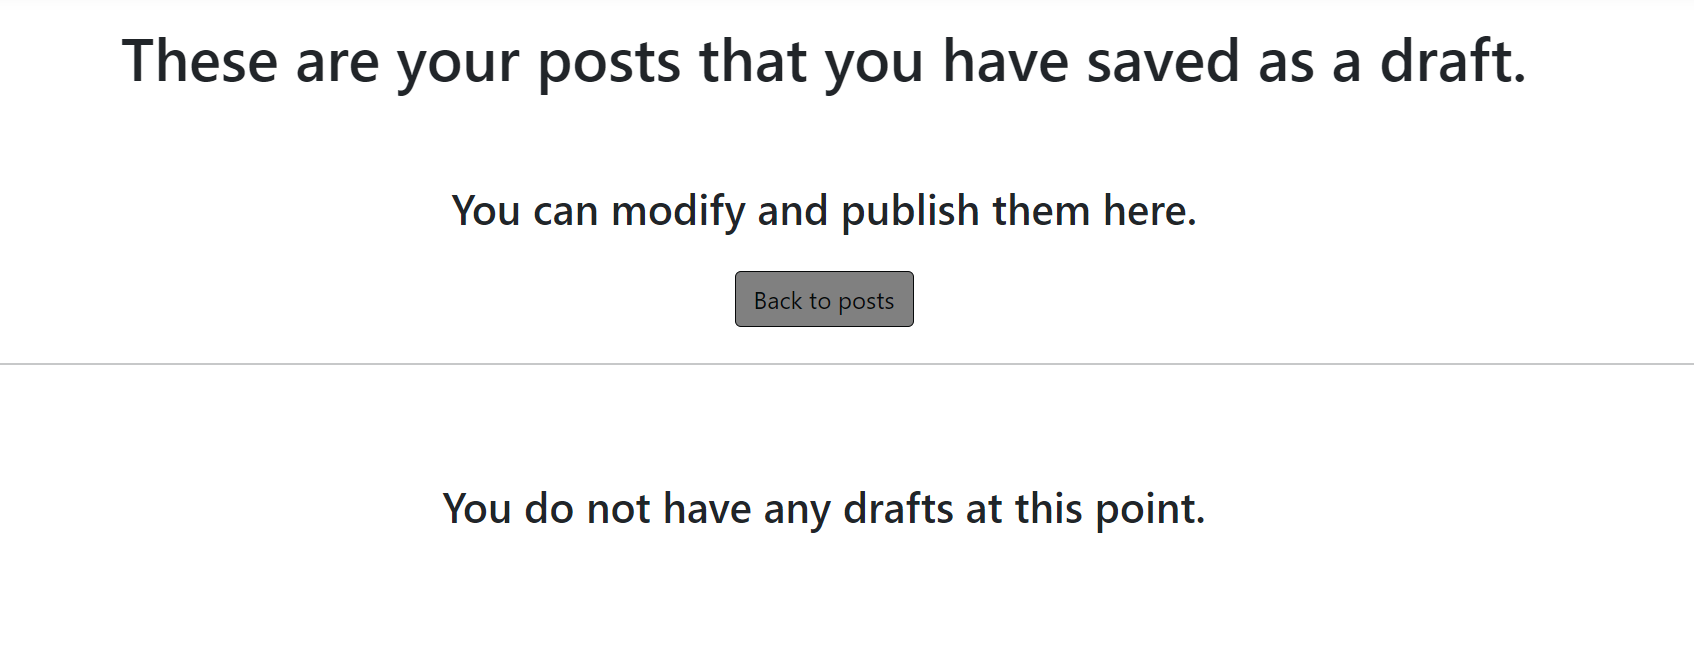 These are your posts that you have saved as a draft.
You can modify and publish them here.
Back to posts
You do not have any drafts at this point.